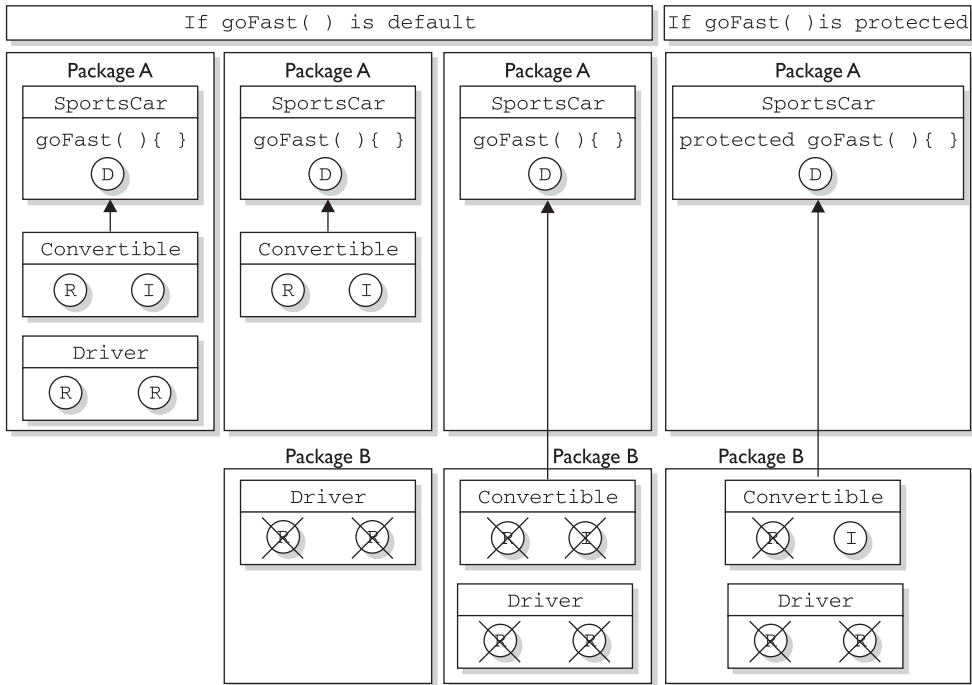 If goFast( ) is default
If goFast( )is protected
Package A
SportsCar
goFast( ){ }
D
Convertible
R I
Driver
R R
Package A
SportsCar
goFast( ){ }
D
Convertible
R I
Package B
Driver
R R
Package A
SportsCar
goFast( ){ }
D
Package B
Convertible
R I
Driver
R R
Package A
SportsCar
protected goFast( ){ }
D
Package B
Convertible
R I
Driver
R R